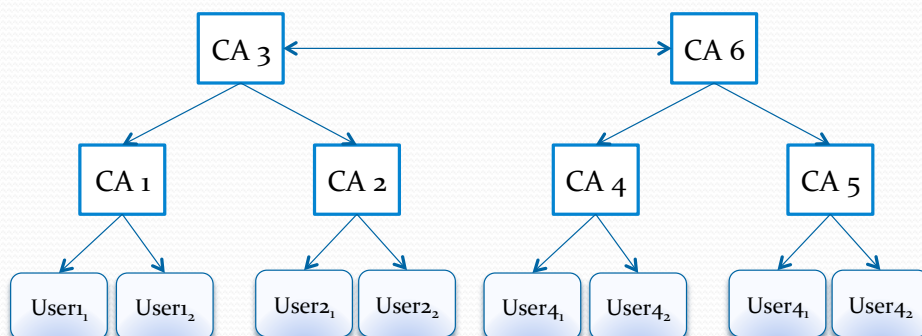 CA 3
CA 6
CA 1
CA 2
CA 4
CA 5
User1₁
User1₂
User2₁
User2₂
User4₁
User4₂
User4₁
User4₂